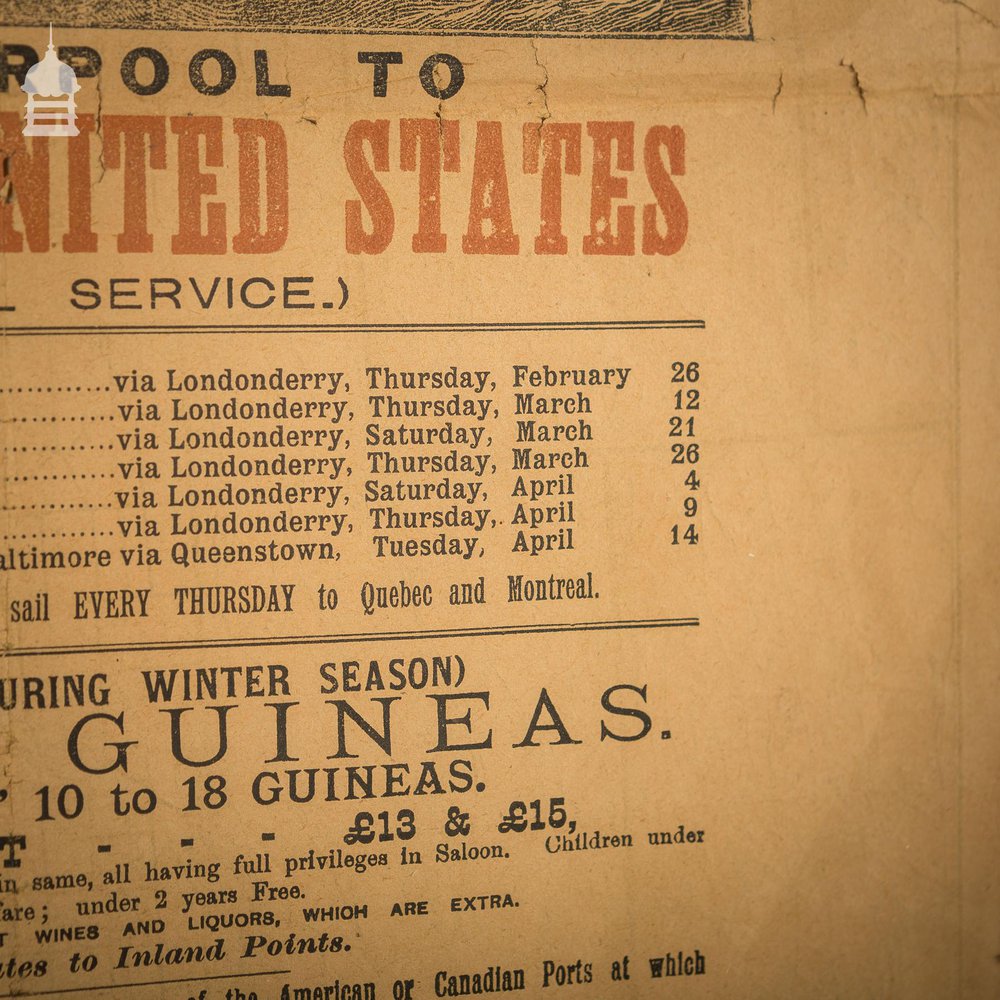 RPOOL TO
NITED STATES
L SERVICE.)
............via Londonderry, Thursday, February 26
............via Londonderry, Thursday, March 12
............via Londonderry, Saturday, March 21
............via Londonderry, Thursday, March 26
............via Londonderry, Saturday, April 4
............via Londonderry, Thursday, April 9
altimore via Queenstown, Tuesday, April 14
sail EVERY THURSDAY to Quebec and Montreal.
URING WINTER SEASON)
GUINEAS.
" 10 to 18 GUINEAS.
T - - - £13 & £15,
in same, all having full privileges in Saloon. Children under
fare; under 2 years Free.
T WINES AND LIQUORS, WHICH ARE EXTRA.
ates to Inland Points.
of the American or Canadian Ports at which